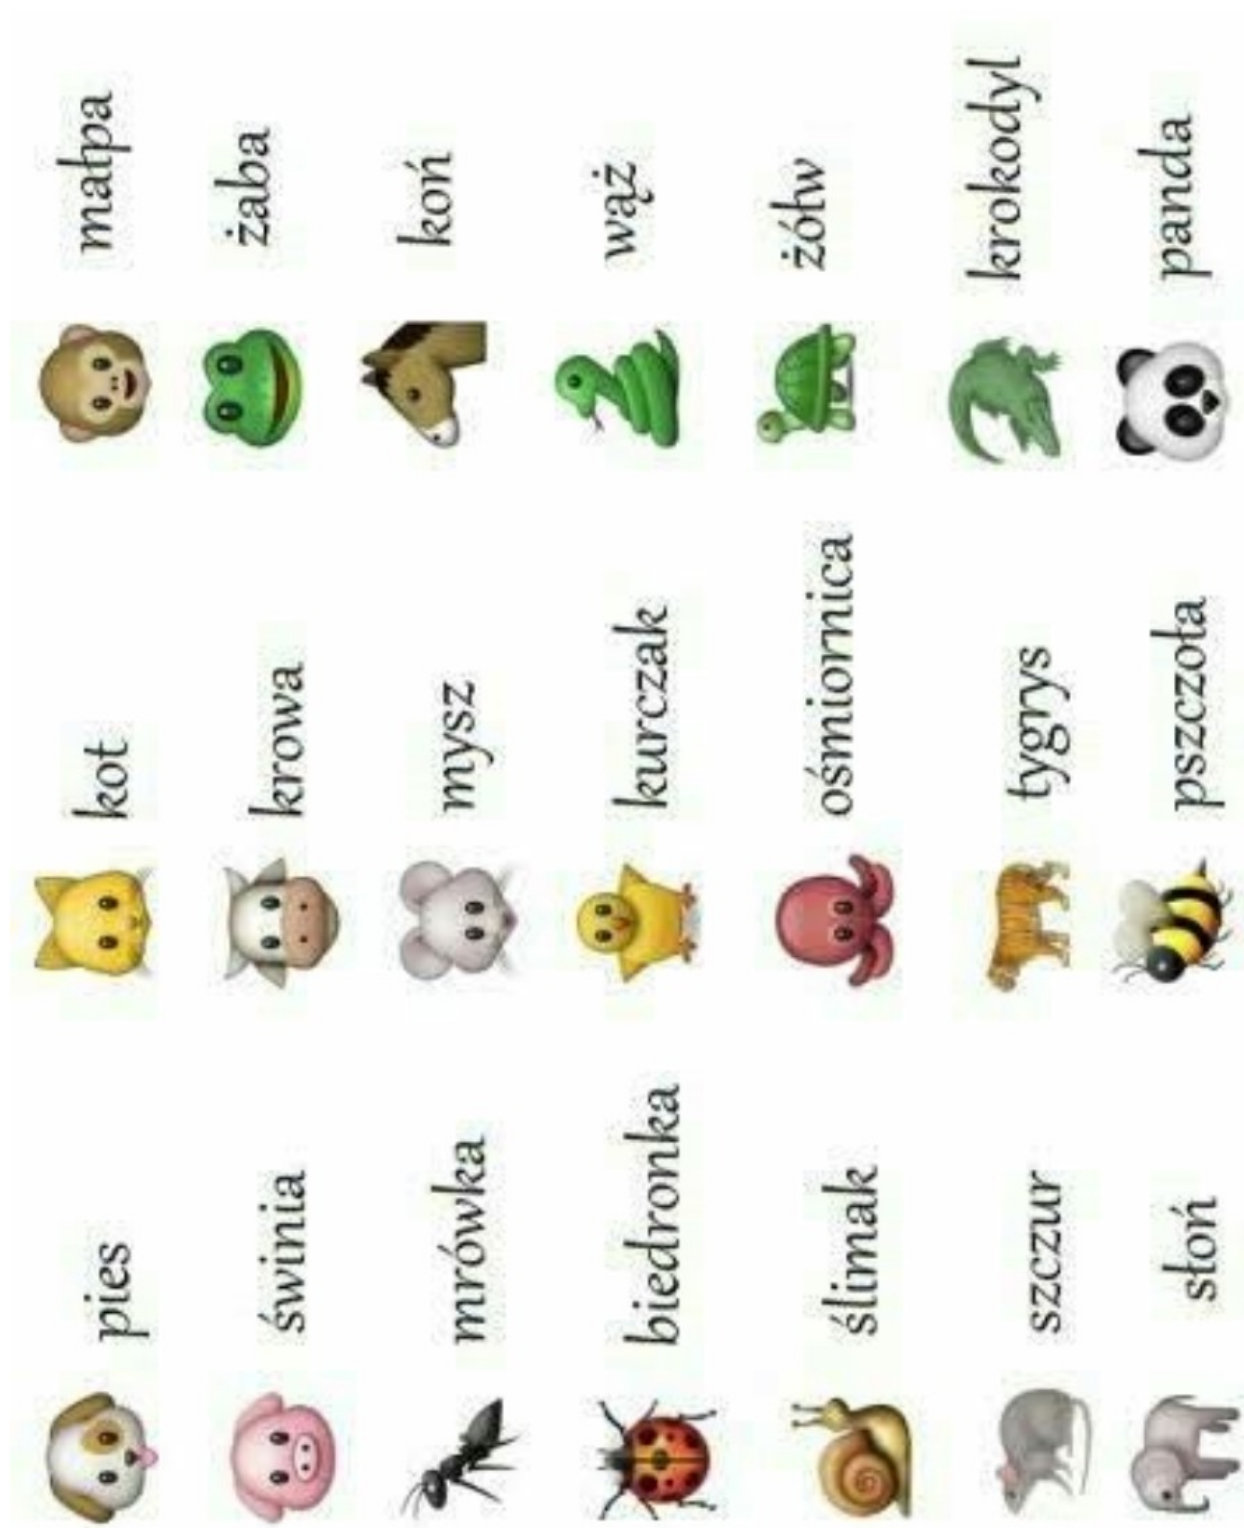 pies kot małpa
świnia krowa żaba
mrówka mysz koń
biedronka kurczak wąż
ślimak ośmiornica żółw
szczur tygrys krokodyl
słoń pszczoła panda